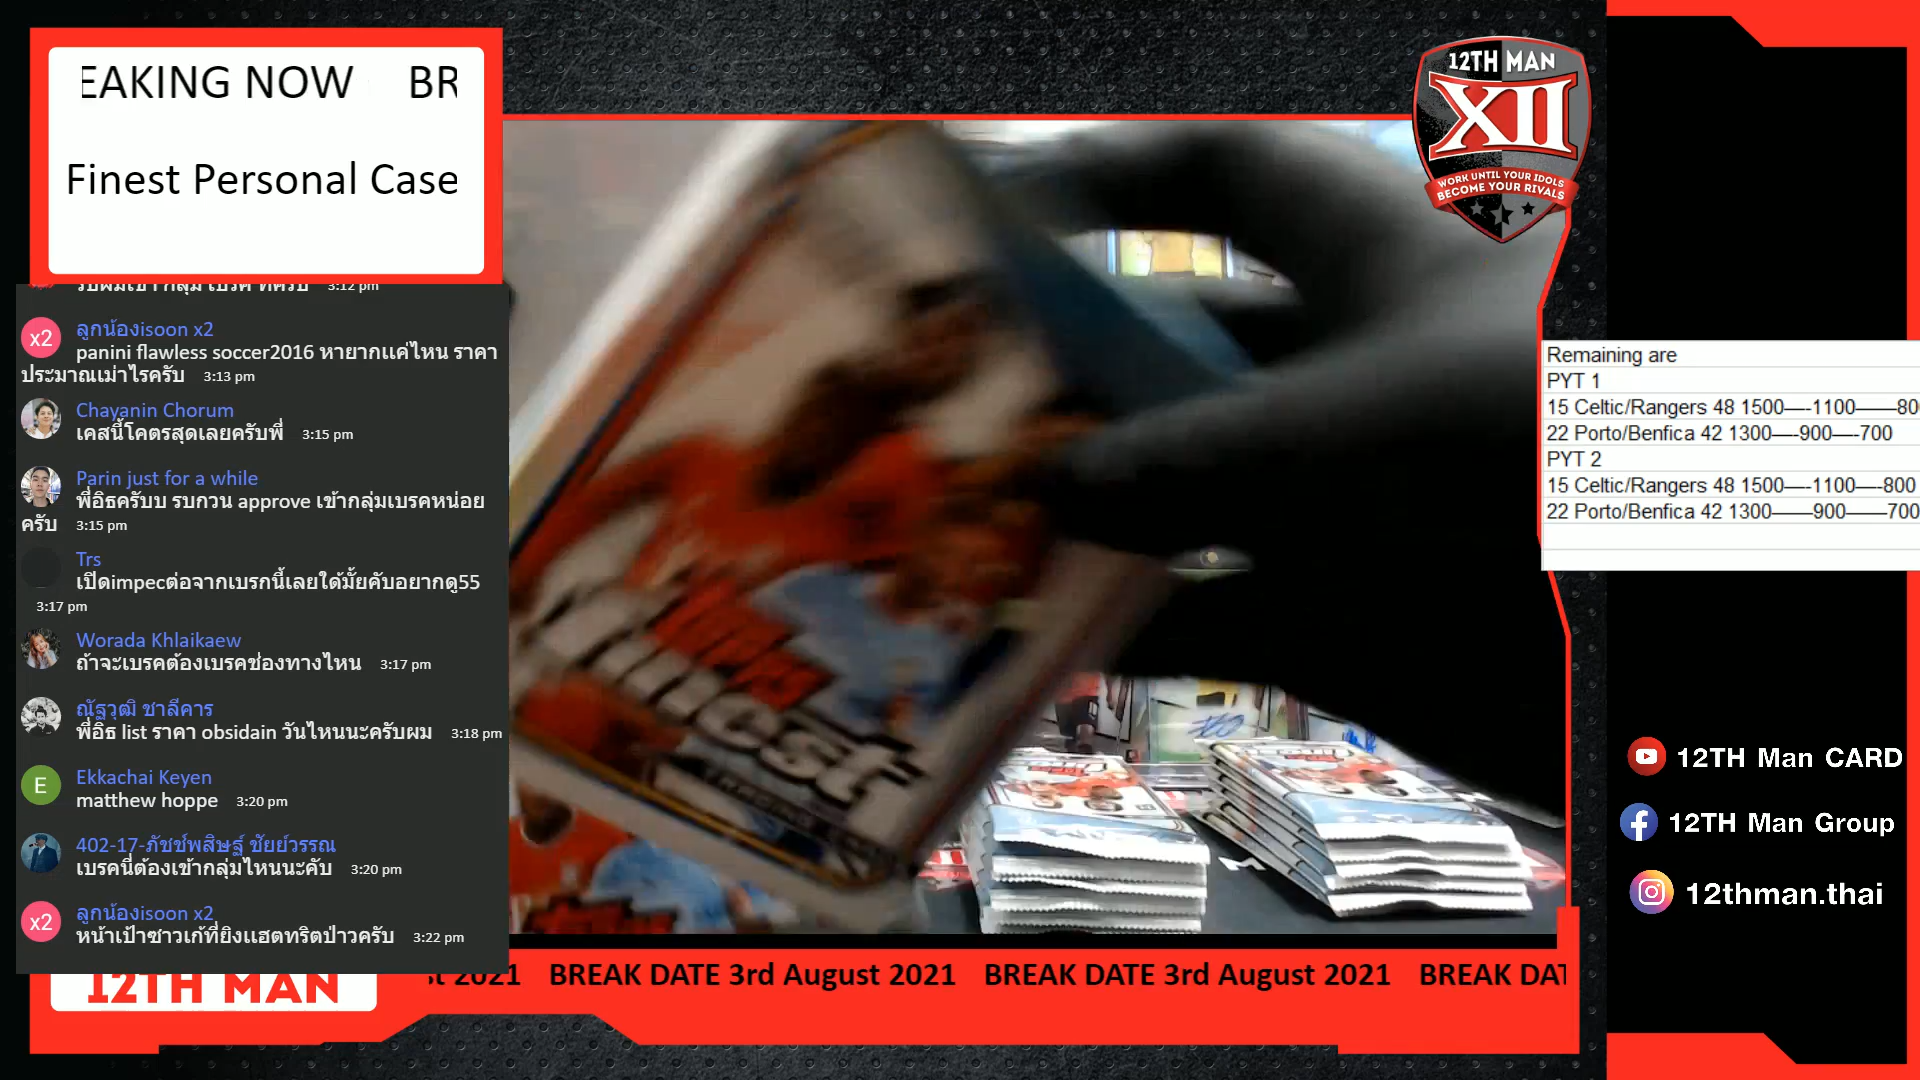 EAKING NOW BR
Finest Personal Case
3:12 pm
ลูกน้องisoon x2
x2
panini flawless soccer2016 หายากแค่ไหน ราคา
ประมาณเม่าไรครับ 3:13 pm
Chayanin Chorum
เคสนี้โคตรสุดเลยครับพี่ 3:15 pm
Parin just for a while
พี่อิธครับบ รบกวน approve เข้ากลุ่มเบรคหน่อย
ครับ 3:15 pm
Trs
เปิดimpecต่อจากเบรกนี้เลยใด้มั้ยคับอยากดู55
3:17 pm
Worada Khlaikaew
ถ้าจะเบรคต้องเบรคช่องทางไหน 3:17 pm
ณัฐวุฒิ ชาลีคาร
พี่อิธ list ราคา obsidain วันไหนนะครับผม 3:18 pm
Ekkachai Keyen
E
matthew hoppe 3:20 pm
402-17-ภัชช์พสิษฐ์ ชัยย์วรรณ
เบรคนี่ต้องเข้ากลุ่มไหนนะคับ 3:20 pm
ลูกน้องisoon x2
x2
หน้าเป้าซาวเก้ที่ยิงแฮตทริตป่าวครับ 3:22 pm
12TH MAN
st 2021 BREAK DATE 3rd August 2021 BREAK DATE 3rd August 2021 BREAK DAT
12TH MAN
XII
WORK UNTIL YOUR IDOLS
BECOME YOUR RIVALS
finest
Remaining are
PYT 1
15 Celtic/Rangers 48 1500—-1100——80
22 Porto/Benfica 42 1300—-900—-700
PYT 2
15 Celtic/Rangers 48 1500—-1100—-800
22 Porto/Benfica 42 1300——900——700
12TH Man CARD
12TH Man Group
12thman.thai